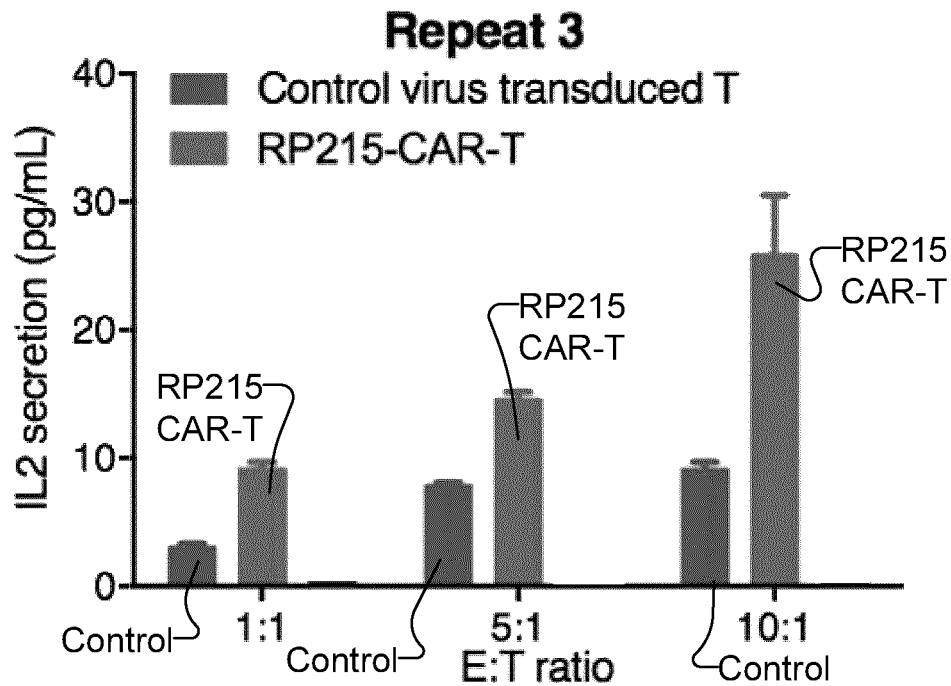 Repeat 3
40
30
20
10
0
IL2 secretion (pg/mL)
Control virus transduced T
RP215-CAR-T
RP215
CAR-T
RP215
CAR-T
RP215
CAR-T
Control
Control
Control
1:1
5:1
10:1
E:T ratio